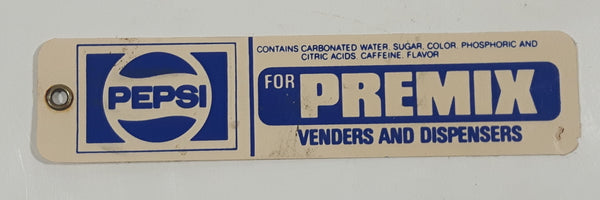 PEPSI
CONTAINS CARBONATED WATER, SUGAR, COLOR, PHOSPHORIC AND
CITRIC ACIDS, CAFFEINE, FLAVOR
FOR PREMIX
VENDERS AND DISPENSERS